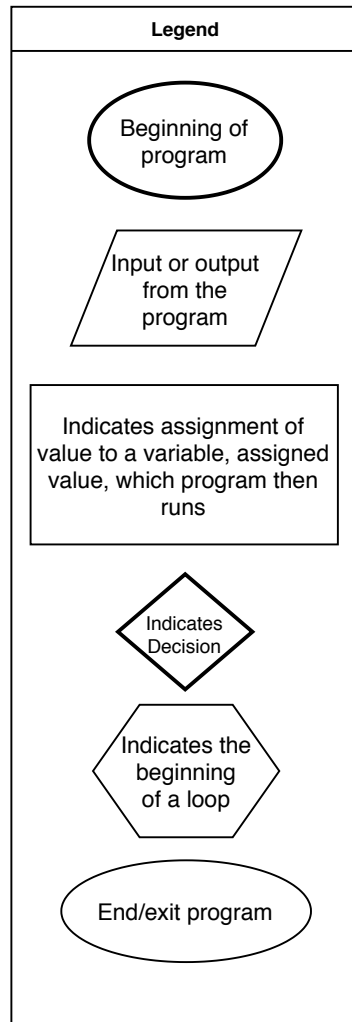 Legend
Beginning of
program
Input or output
from the
program
Indicates assignment of
value to a variable, assigned
value, which program then
runs
Indicates
Decision
Indicates the
beginning
of a loop
End/exit program